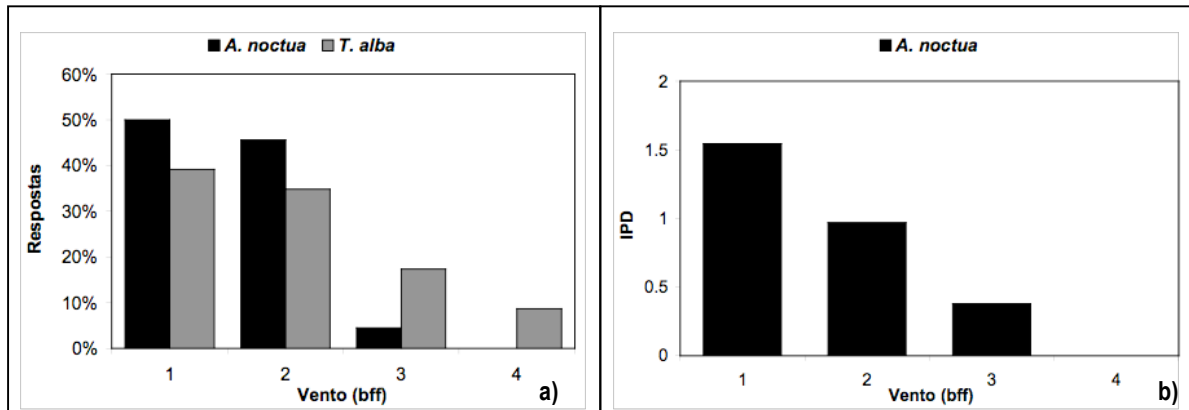 A. noctua T. alba
60%
50%
40%
30%
20%
10%
0%
Respostas
1 2 3 4
Vento (bff)
a)
A. noctua
2
1.5
1
0.5
0
IPD
1 2 3 4
Vento (bff)
b)